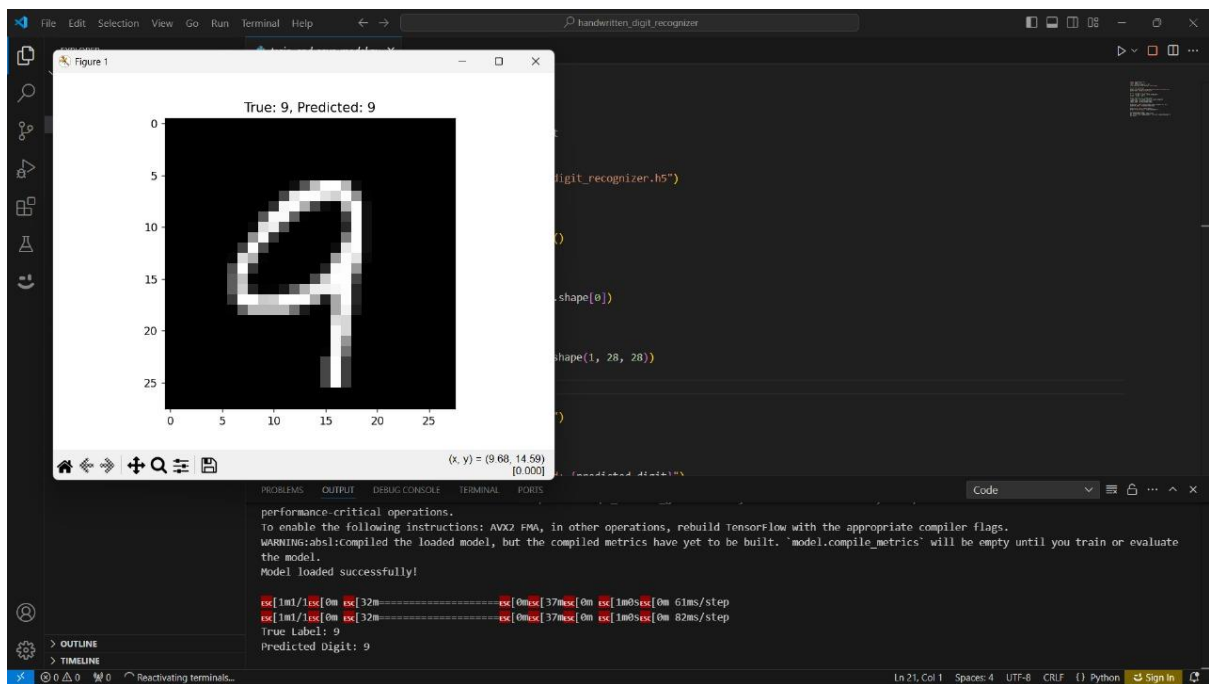 File Edit Selection View Go Run Terminal Help
handwritten_digit_recognizer
Figure 1
True: 9, Predicted: 9
0
5
10
15
20
25
0 5 10 15 20 25
(x, y) = (9.68, 14.59)
[0.000]
digit_recognizer.h5")
()
.shape[0])
shape(1, 28, 28))
")
{predicted_digit}")
PROBLEMS OUTPUT DEBUG CONSOLE TERMINAL PORTS
Code
performance-critical operations.
To enable the following instructions: AVX2 FMA, in other operations, rebuild TensorFlow with the appropriate compiler flags.
WARNING:absl:Compiled the loaded model, but the compiled metrics have yet to be built. `model.compile_metrics` will be empty until you train or evaluate
the model.
Model loaded successfully!
ESC[1m1/1ESC[0m ESC[32m====================ESC[0mESC[37mESC[0m ESC[1m0sESC[0m 61ms/step
ESC[1m1/1ESC[0m ESC[32m====================ESC[0mESC[37mESC[0m ESC[1m0sESC[0m 82ms/step
True Label: 9
Predicted Digit: 9
OUTLINE
TIMELINE
0 0 0 Reactivating terminals...
Ln 21, Col 1 Spaces: 4 UTF-8 CRLF {} Python Sign In